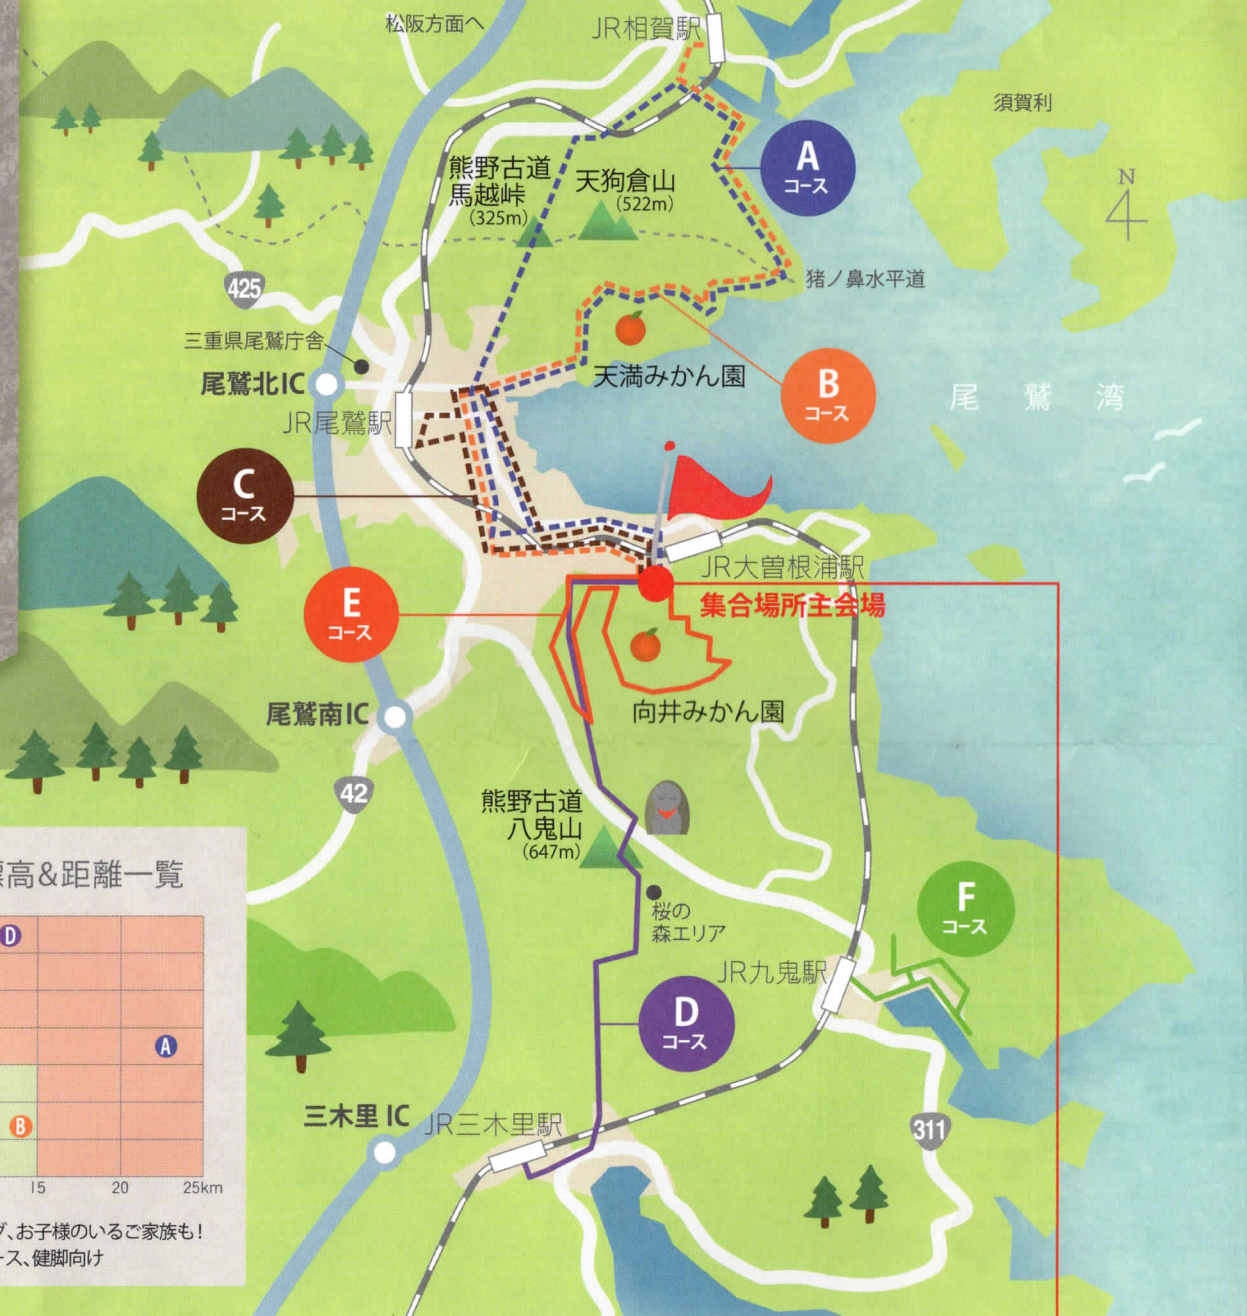 松阪方面へ
JR相賀駅
須賀利
A
コース
熊野古道
馬越峠
(325m)
天狗倉山
(522m)
N
425
猪ノ鼻水平道
三重県尾鷲庁舎
尾鷲北IC
天満みかん園
B
コース
尾鷲湾
JR尾鷲駅
C
コース
JR大曽根浦駅
集合場所主会場
E
コース
尾鷲南IC
向井みかん園
42
熊野古道
八鬼山
(647m)
高&距離一覧
D
A
B
15
20
25km
、お子様のいるご家族も!
ース、健脚向け
桜の
森エリア
F
コース
JR九鬼駅
D
コース
三木里IC
JR三木里駅
311